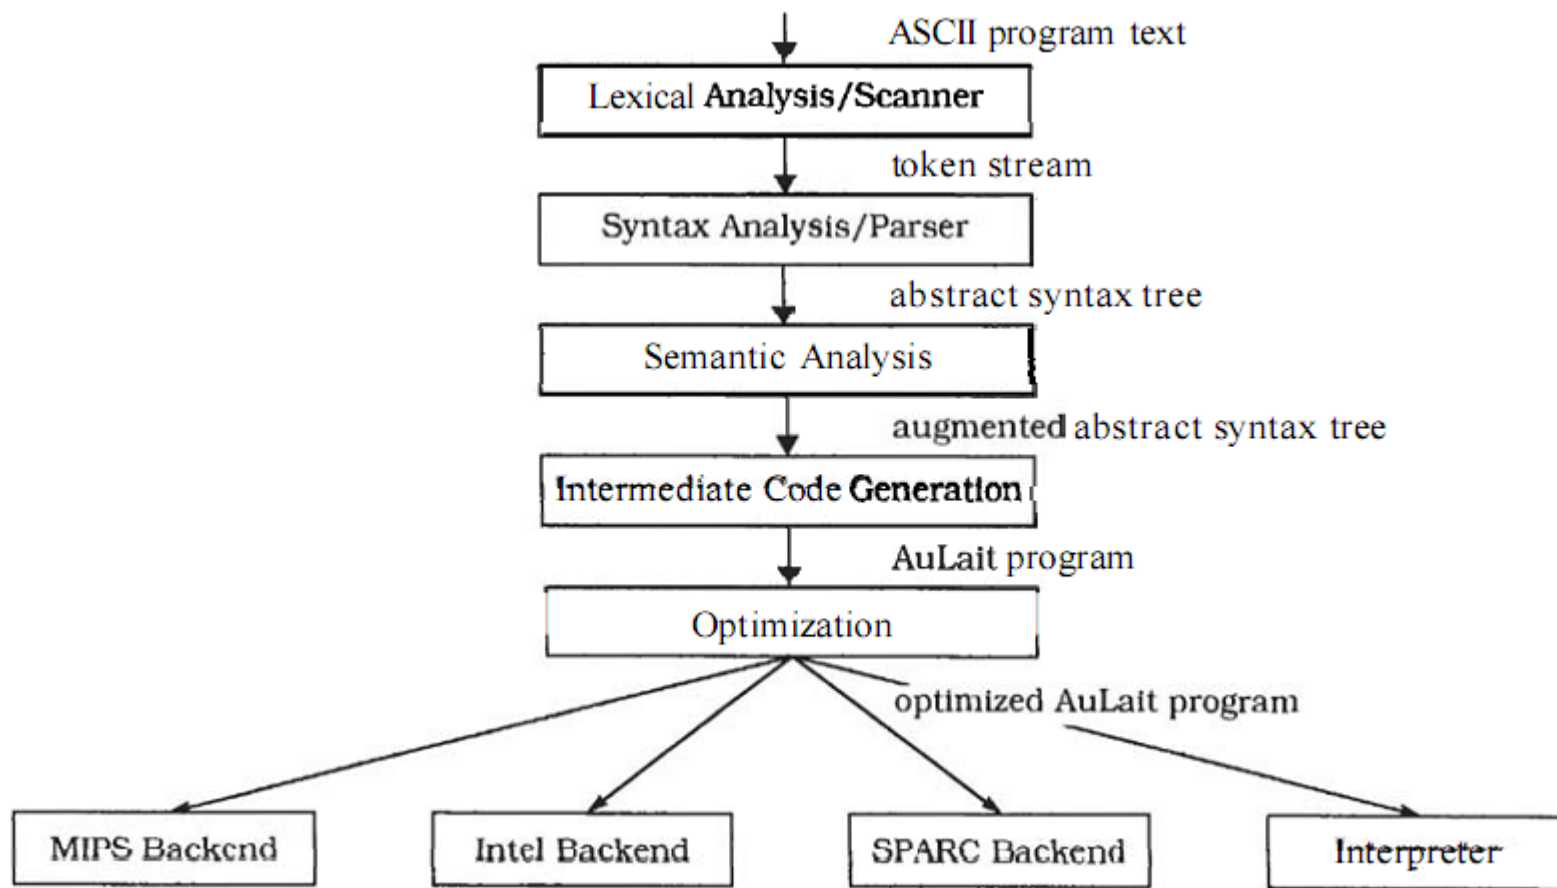 ASCII program text
Lexical Analysis/Scanner
token stream
Syntax Analysis/Parser
abstract syntax tree
Semantic Analysis
augmented abstract syntax tree
Intermediate Code Generation
AuLait program
Optimization
optimized AuLait program
MIPS Backend
Intel Backend
SPARC Backend
Interpreter